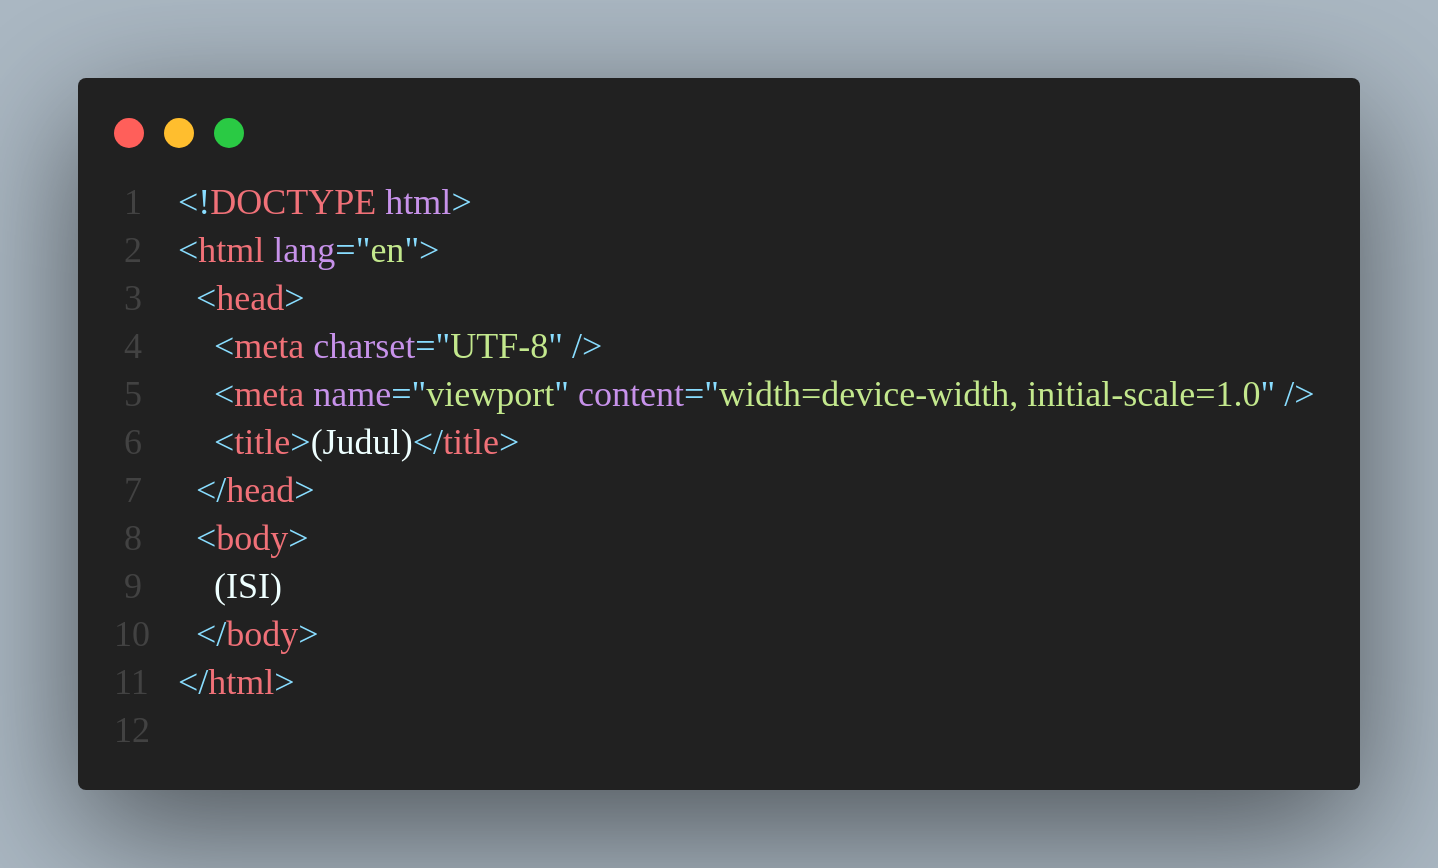 1 <!DOCTYPE html>
2 <html lang="en">
3 <head>
4 <meta charset="UTF-8" />
5 <meta name="viewport" content="width=device-width, initial-scale=1.0" />
6 <title>(Judul)</title>
7 </head>
8 <body>
9 (ISI)
10 </body>
11 </html>
12